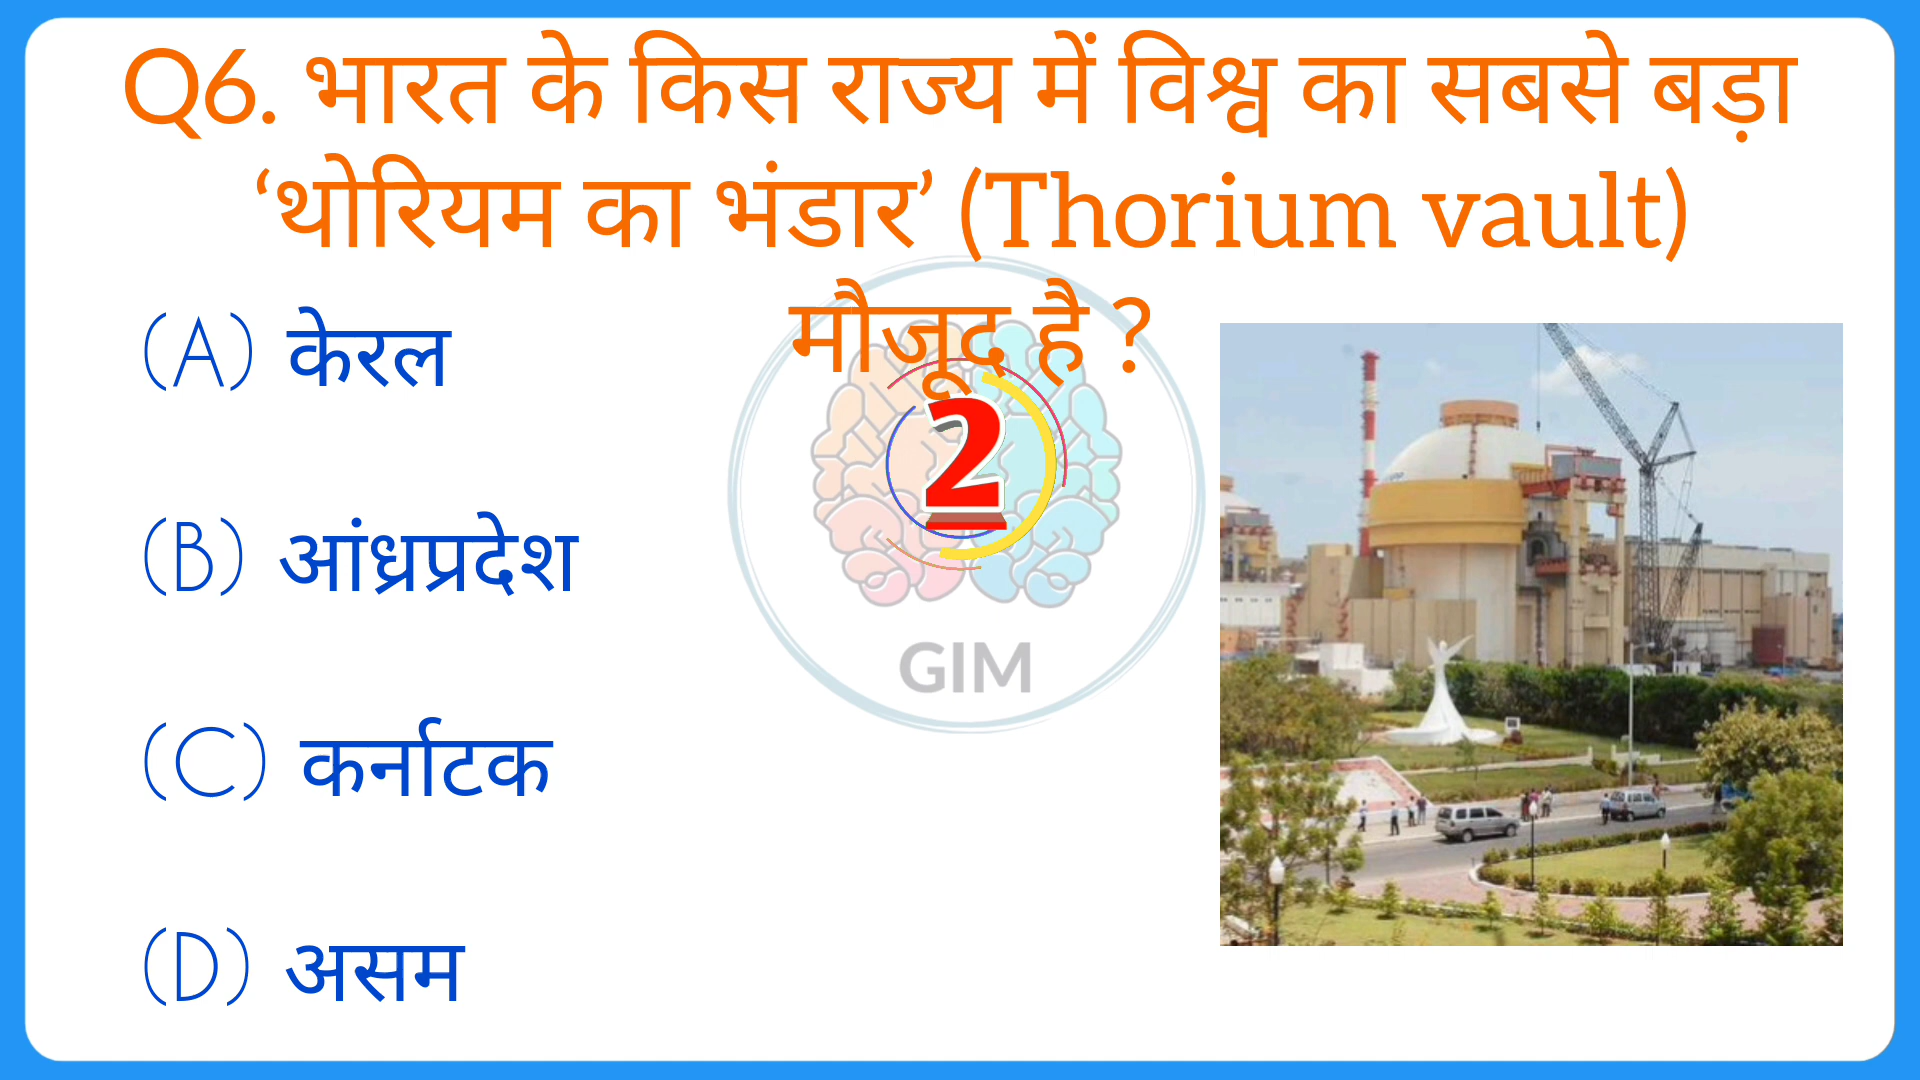 Q6. भारत के किस राज्य में विश्व का सबसे बड़ा
‘थोरियम का भंडार’ (Thorium vault)
मौजूद है ?
(A) केरल
2
(B) आंध्रप्रदेश
GIM
(C) कर्नाटक
(D) असम